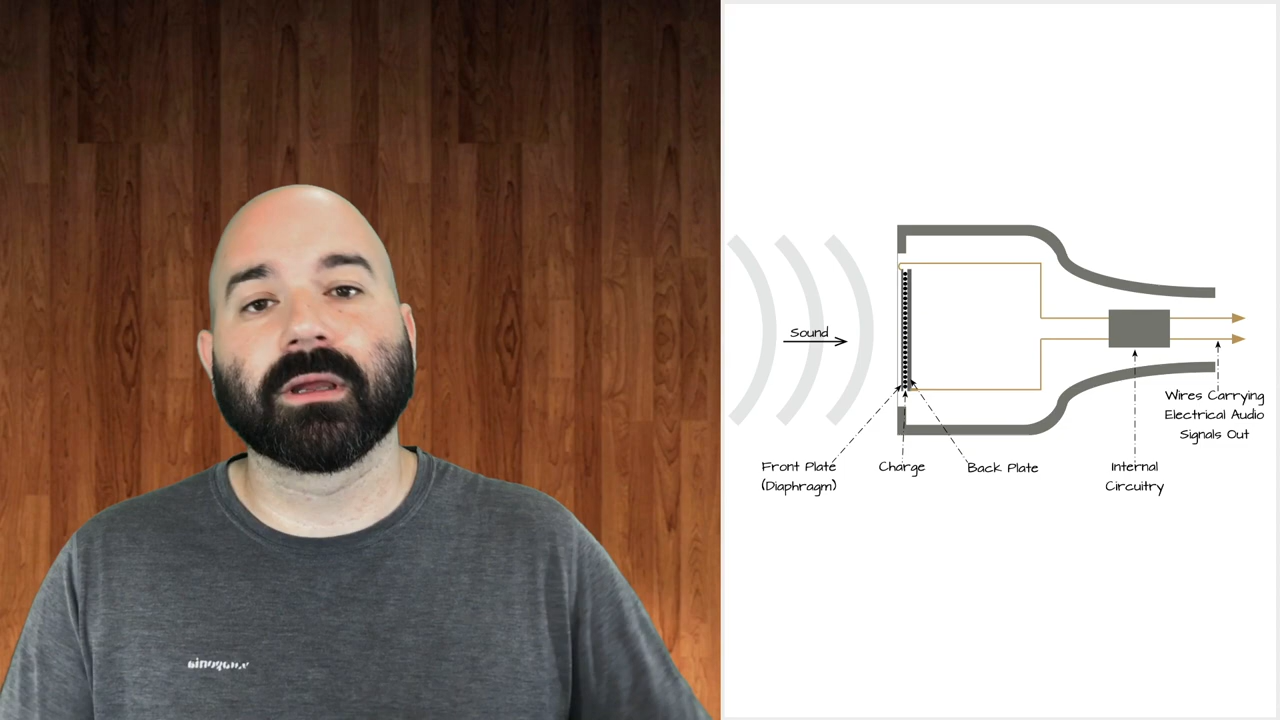 Sound
Front Plate
(Diaphragm)
Charge
Back Plate
Internal
Circuitry
Wires Carrying
Electrical Audio
Signals Out